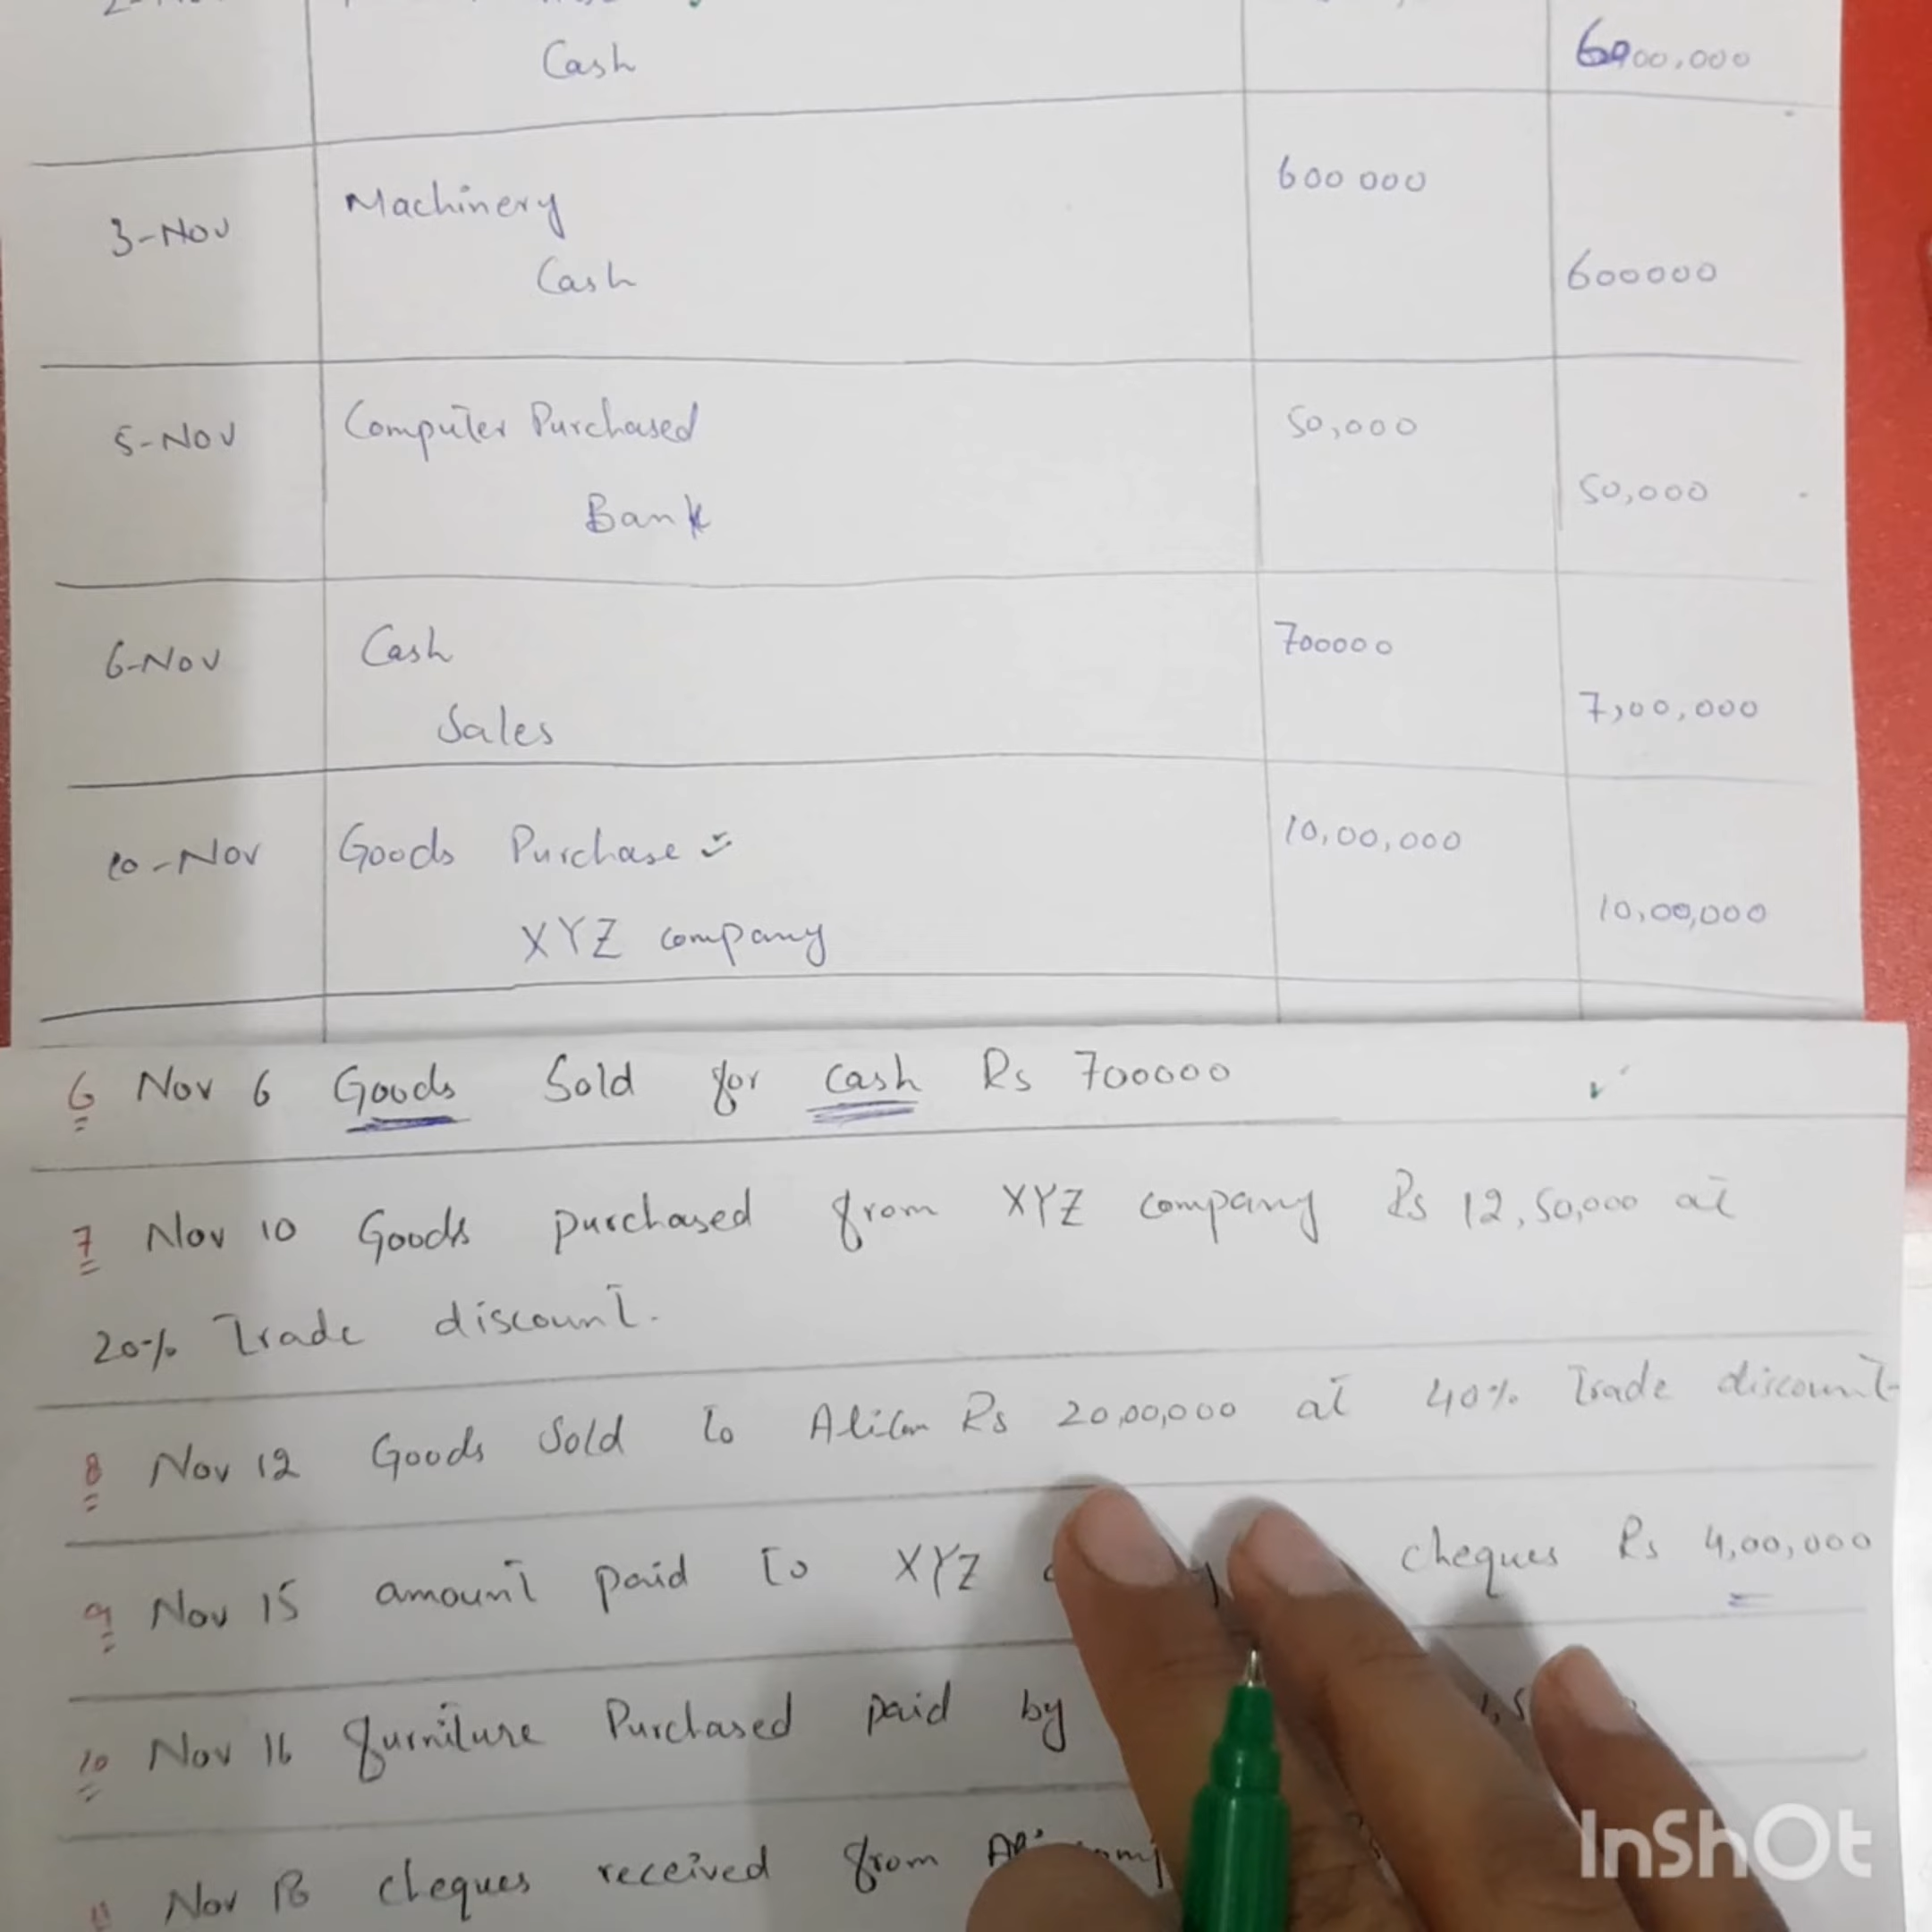 Cash 6000,000
3-Nov Machinery 600 000
Cash 600000
5-Nov Computer Purchased 50,000
Bank 50,000
6-Nov Cash 700000
Sales 7,00,000
10-Nov Goods Purchase 10,00,000
XYZ company 10,00,000
6 Nov 6 Goods Sold for Cash Rs 700000
7 Nov 10 Goods purchased from XYZ company Rs 12,50,000 at
20% Trade discount.
8 Nov 12 Goods Sold to Rs 20,00,000 at 40% Trade discount
9 Nov 15 amount paid to XYZ cheques Rs 4,00,000
10 Nov 16 furniture Purchased paid by
11 Nov cheques received from
InShOt